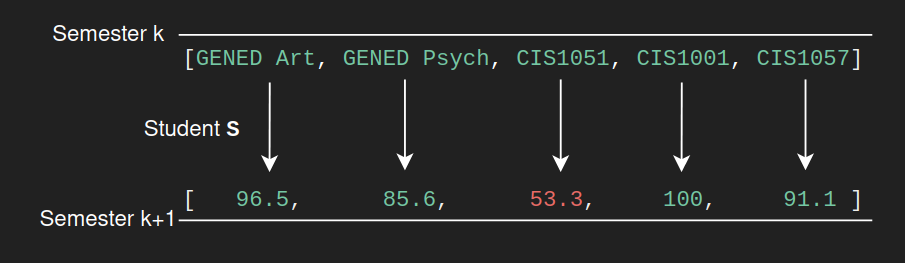 Semester k
[GENED Art, GENED Psych, CIS1051, CIS1001, CIS1057]
Student S
[ 96.5, 85.6, 53.3, 100, 91.1 ]
Semester k+1